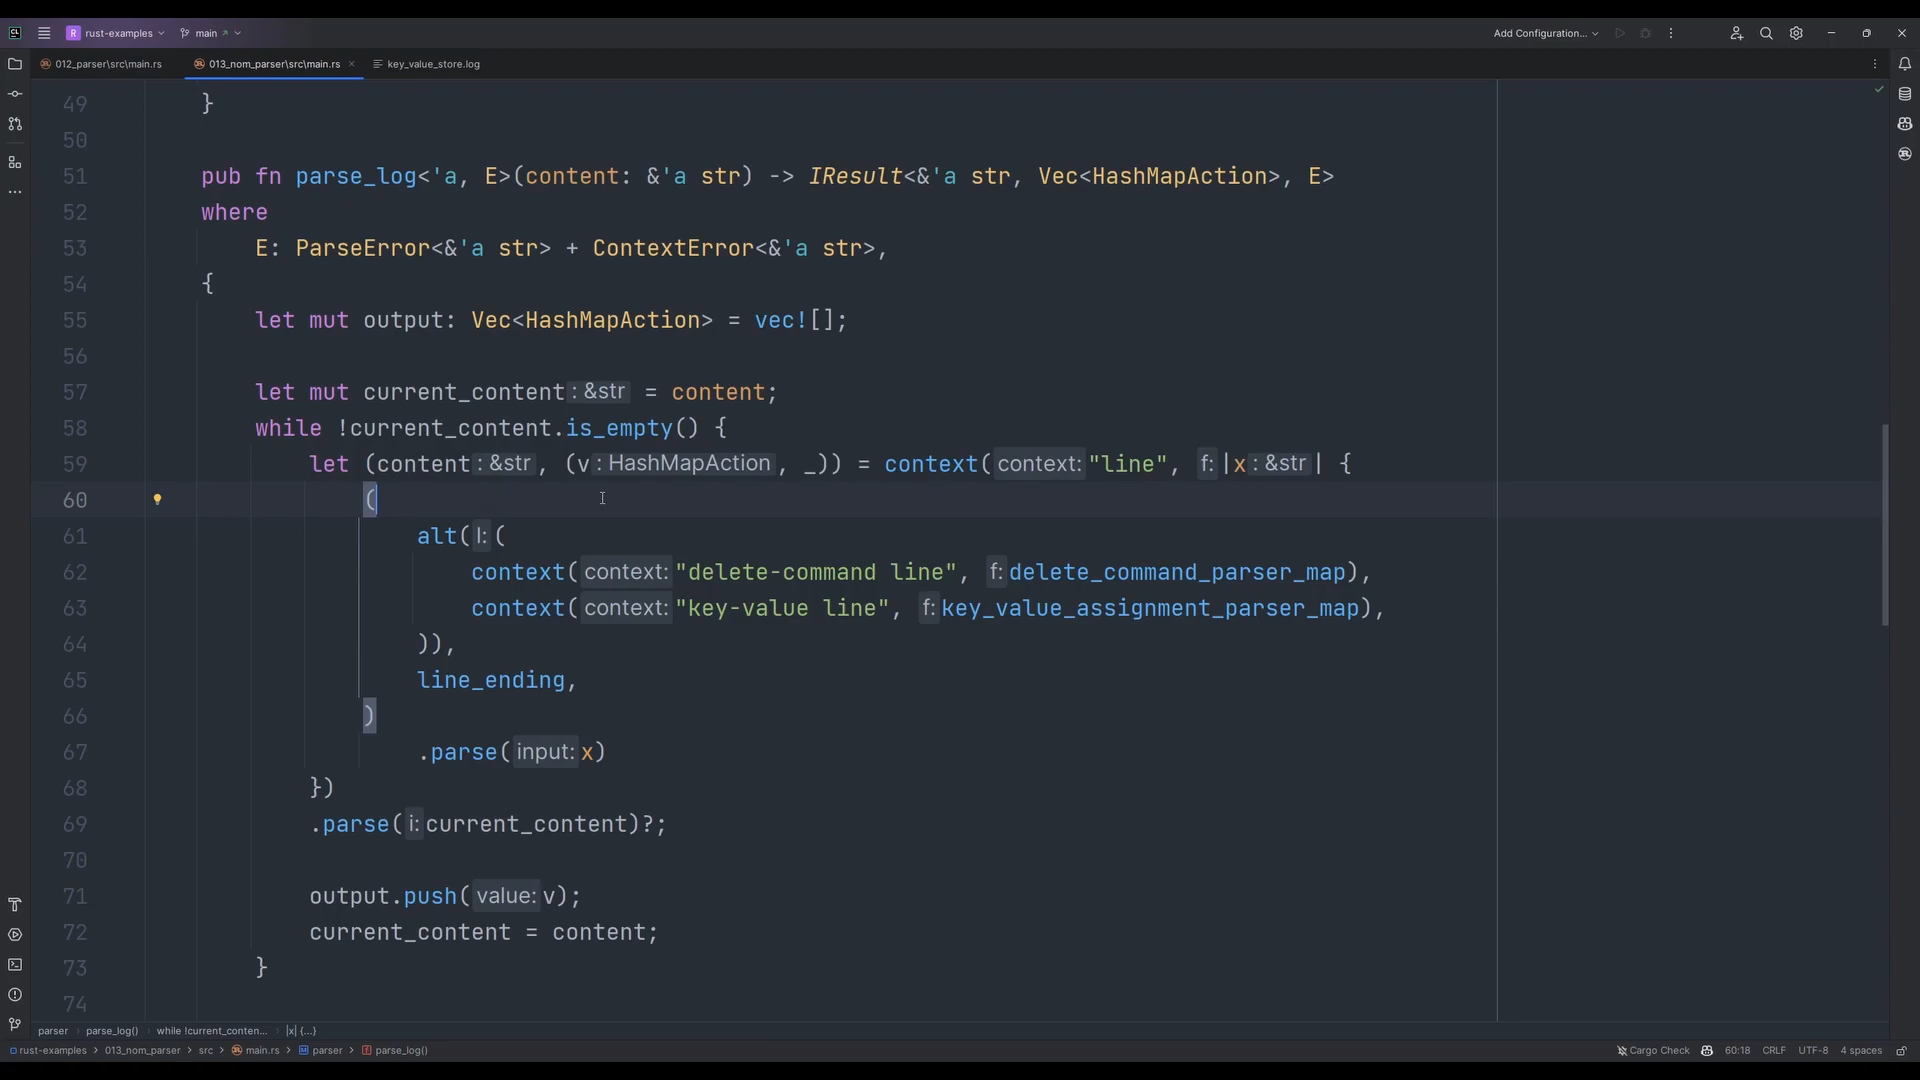 CL R rust-examples main Add Configuration...
012_parser\src\main.rs 013_nom_parser\src\main.rs key_value_store.log
49 }
50
51 pub fn parse_log<'a, E>(content: &'a str) -> IResult<&'a str, Vec<HashMapAction>, E>
52 where
53 E: ParseError<&'a str> + ContextError<&'a str>,
54 {
55 let mut output: Vec<HashMapAction> = vec![];
56
57 let mut current_content: &str = content;
58 while !current_content.is_empty() {
59 let (content: &str, (v: HashMapAction, _)) = context(context: "line", f: |x: &str| {
60 (
61 alt(l: (
62 context(context: "delete-command line", f: delete_command_parser_map),
63 context(context: "key-value line", f: key_value_assignment_parser_map),
64 )),
65 line_ending,
66 )
67 .parse(input: x)
68 })
69 .parse(i: current_content)?;
70
71 output.push(value: v);
72 current_content = content;
73 }
74
parser › parse_log() › while !current_conten... › |x| {...}
rust-examples › 013_nom_parser › src › main.rs › parser › parse_log() Cargo Check 60:18 CRLF UTF-8 4 spaces